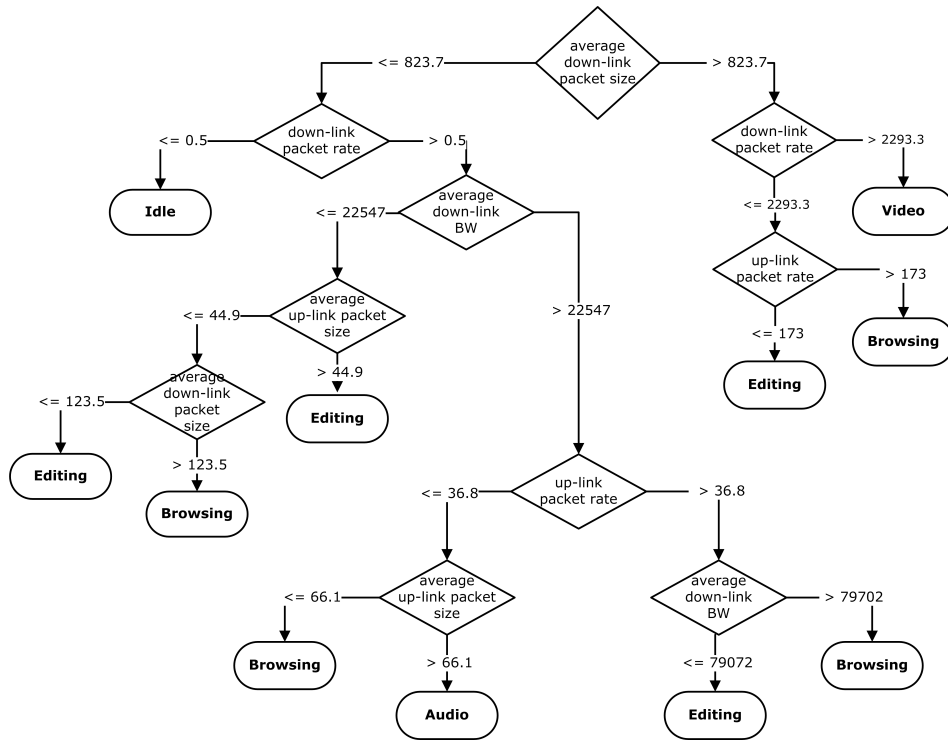 average
down-link
packet size
<= 823.7
> 823.7
down-link
packet rate
<= 0.5
> 0.5
Idle
down-link
packet rate
> 2293.3
Video
<= 2293.3
average
down-link
BW
<= 22547
> 22547
up-link
packet rate
> 173
Browsing
<= 173
Editing
average
up-link packet
size
<= 44.9
> 44.9
Editing
average
down-link
packet
size
<= 123.5
Editing
> 123.5
Browsing
up-link
packet rate
<= 36.8
> 36.8
average
up-link packet
size
<= 66.1
Browsing
> 66.1
Audio
average
down-link
BW
> 79702
Browsing
<= 79072
Editing